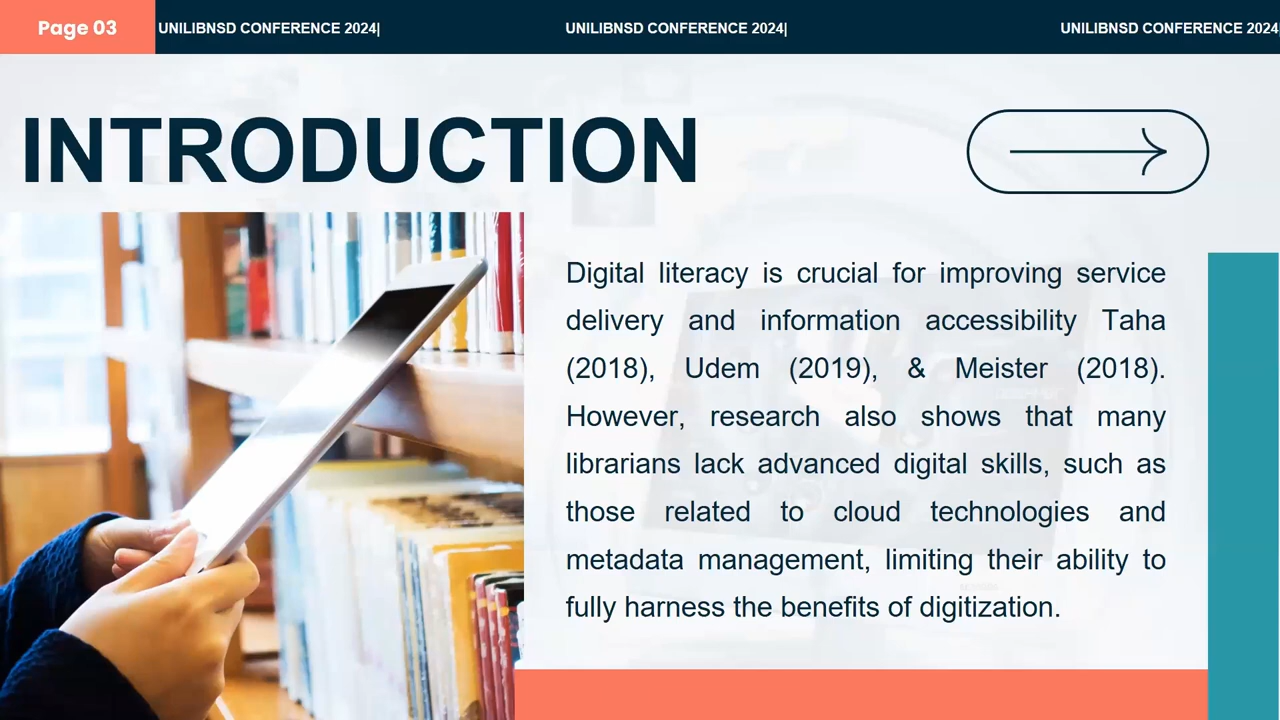 Page 03
UNILIBNSD CONFERENCE 2024|
UNILIBNSD CONFERENCE 2024|
UNILIBNSD CONFERENCE 2024
INTRODUCTION
Digital literacy is crucial for improving service
delivery and information accessibility Taha
(2018), Udem (2019), & Meister (2018).
However, research also shows that many
librarians lack advanced digital skills, such as
those related to cloud technologies and
metadata management, limiting their ability to
fully harness the benefits of digitization.